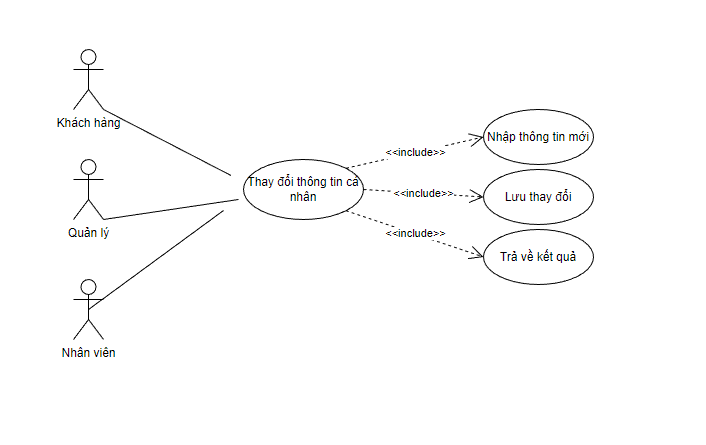 Khách hàng
Quản lý
Nhân viên
Thay đổi thông tin cá
nhân
<<include>>
<<include>>
<<include>>
Nhập thông tin mới
Lưu thay đổi
Trả về kết quả